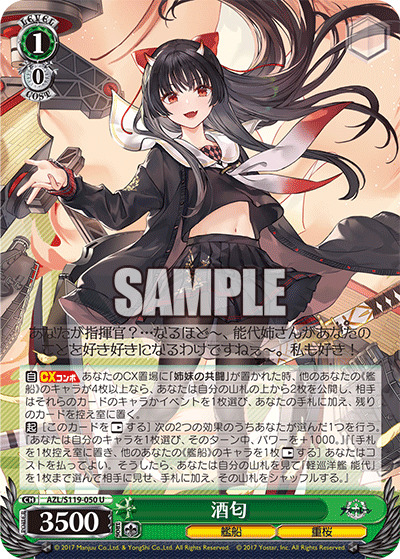 LEVEL
1
0
COST
SAMPLE
あなたが指揮官？…なるほど～、能代姉さんがあなたの
ことを好き好きになるわけですねぇ～。私も好き！
自 CXコンボ あなたのCX置場に「姉妹の共闘」が置かれた時、他のあなたの《艦
船》のキャラが4枚以上なら、あなたは自分の山札の上から2枚を公開し、相手
はそれらのカードのキャラかイベントを1枚選び、あなたの手札に加え、残り
のカードを控え室に置く。
起［このカードを する］次の2つの効果のうちあなたが選んだ1つを行う。
『あなたは自分のキャラを1枚選び、そのターン中、パワーを＋1000。』『［手札
を1枚控え室に置き、他のあなたの《艦船》のキャラを1枚 する］あなたはコ
ストを払ってよい。そうしたら、あなたは自分の山札を見て「軽巡洋艦 能代」を
1枚まで選んで相手に見せ、手札に加え、その山札をシャッフルする。』
CH AZL/S119-050 U
酒匂
3500
艦船
重桜
© 2017 Manjuu Co.,Ltd. & YongShi Co.,Ltd. All Rights Reserved. © 2017 Yostar, Inc. All Rights Reserved.